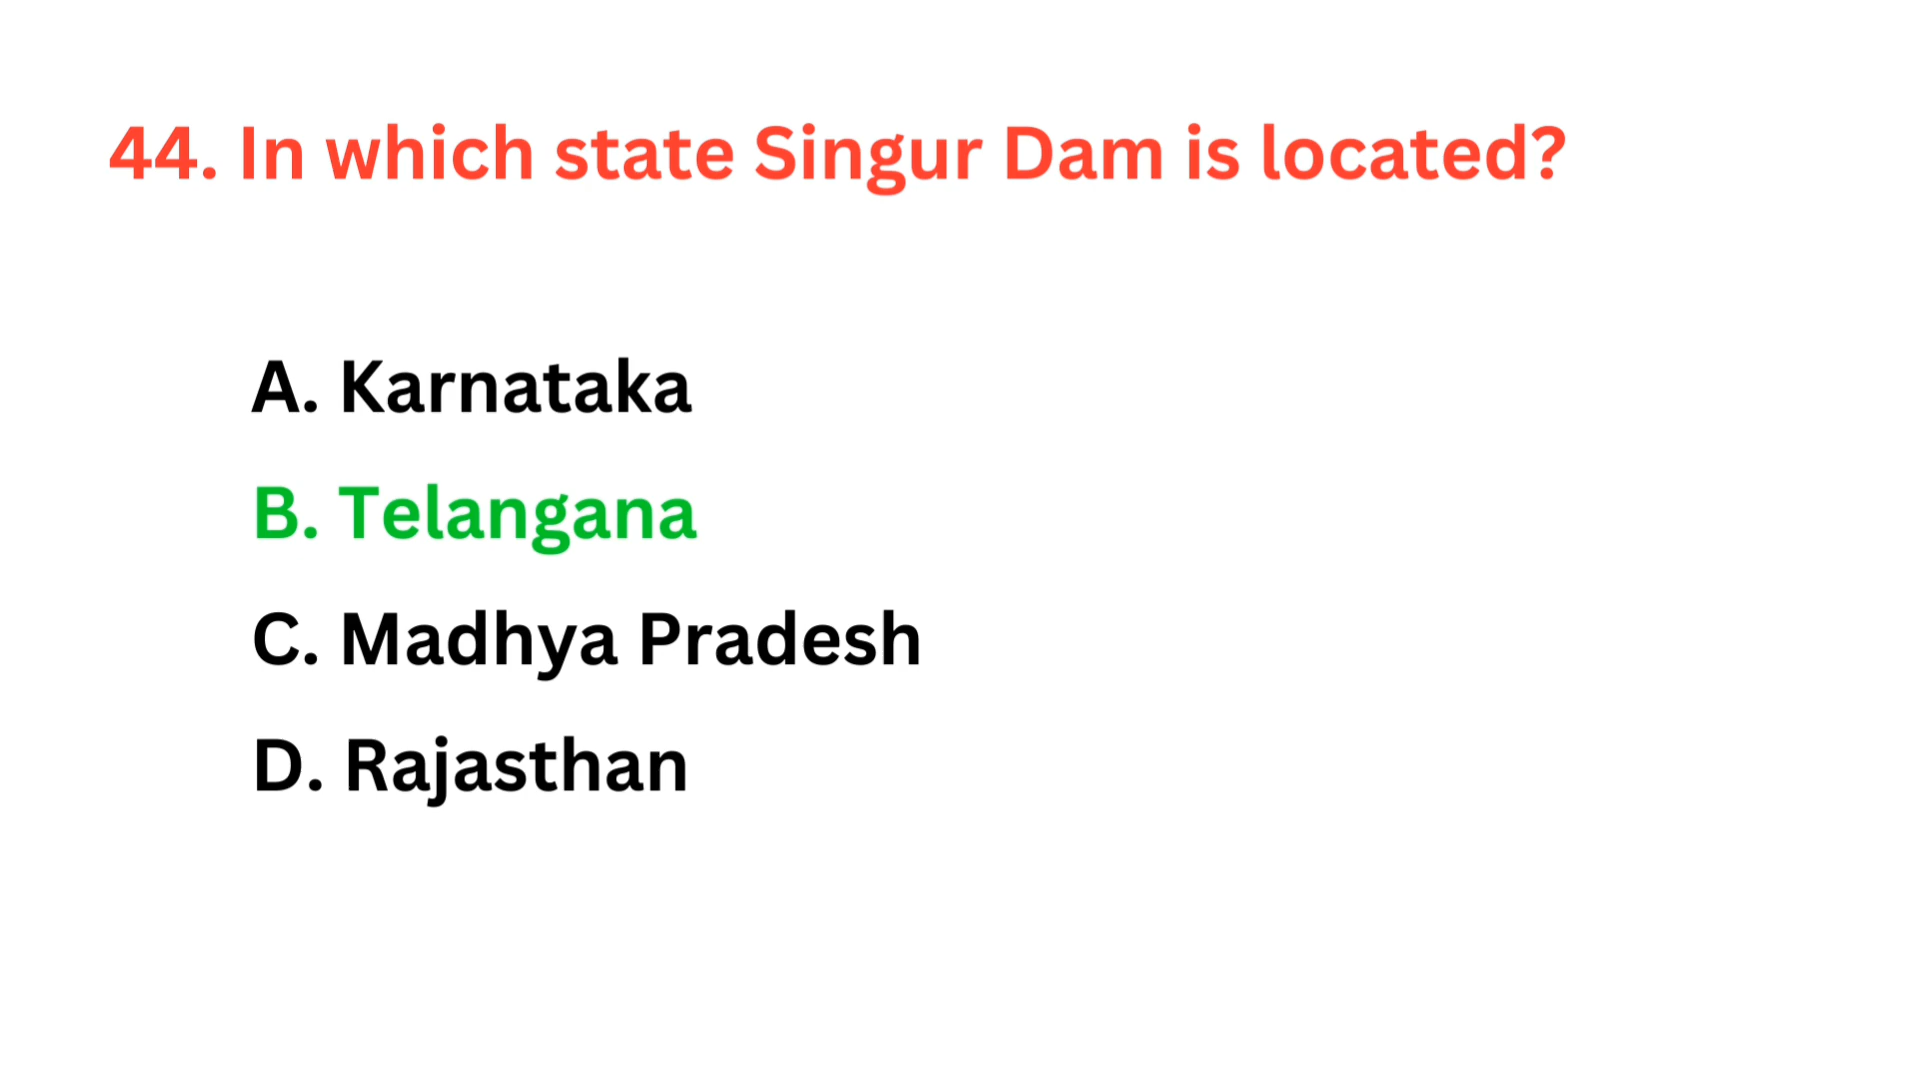 44. In which state Singur Dam is located?
A. Karnataka
B. Telangana
C. Madhya Pradesh
D. Rajasthan